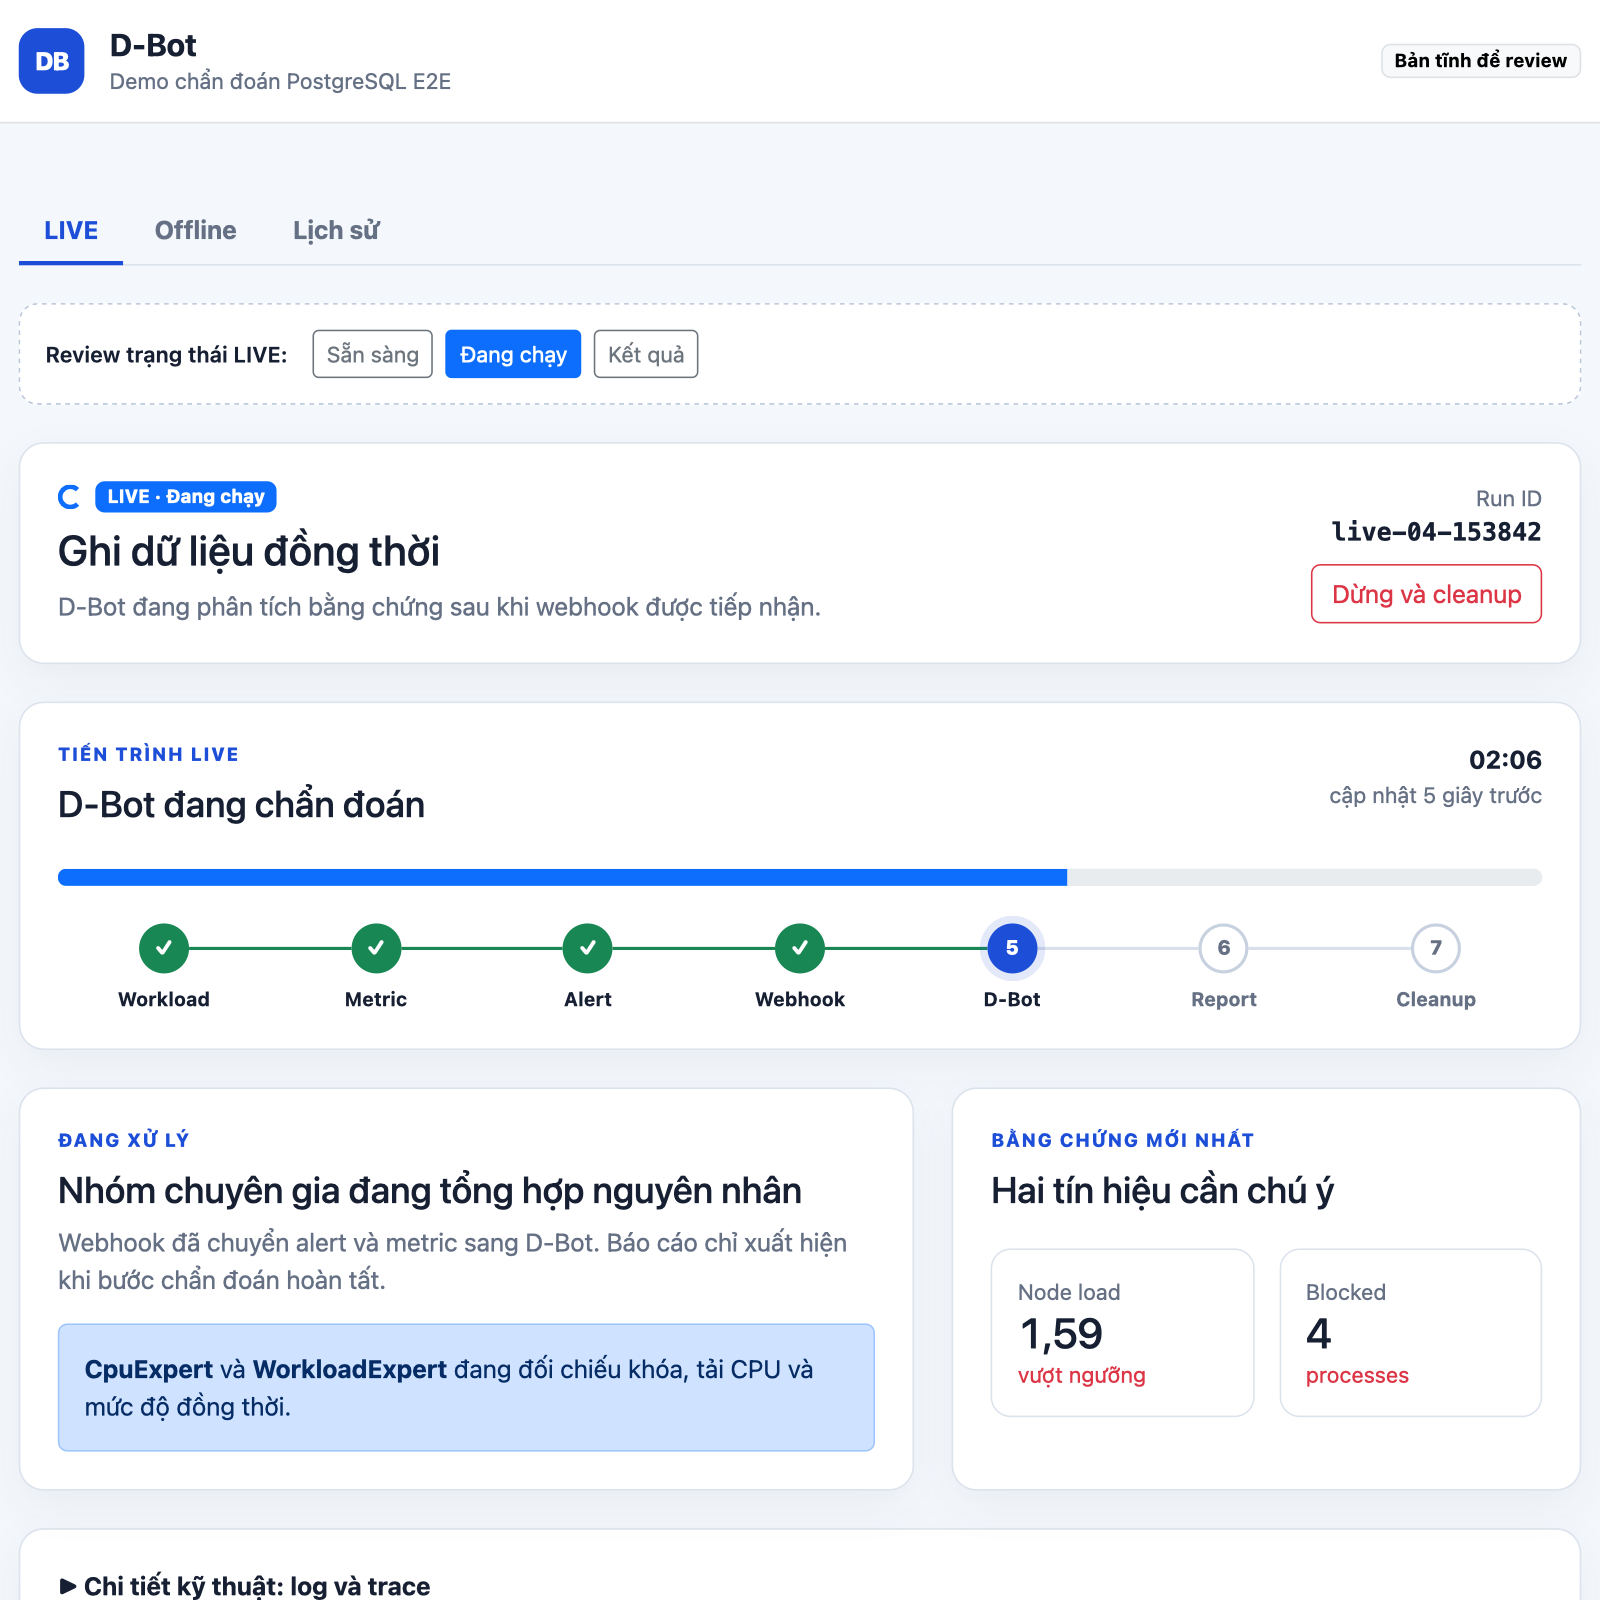 DB
D-Bot
Demo chẩn đoán PostgreSQL E2E
Bản tĩnh để review
LIVE
Offline
Lịch sử
Review trạng thái LIVE:
Sẵn sàng
Đang chạy
Kết quả
LIVE · Đang chạy
Ghi dữ liệu đồng thời
D-Bot đang phân tích bằng chứng sau khi webhook được tiếp nhận.
Run ID
live-04-153842
Dừng và cleanup
TIẾN TRÌNH LIVE
D-Bot đang chẩn đoán
02:06
cập nhật 5 giây trước
5
6
7
Workload
Metric
Alert
Webhook
D-Bot
Report
Cleanup
ĐANG XỬ LÝ
Nhóm chuyên gia đang tổng hợp nguyên nhân
Webhook đã chuyển alert và metric sang D-Bot. Báo cáo chỉ xuất hiện
khi bước chẩn đoán hoàn tất.
CpuExpert và WorkloadExpert đang đối chiếu khóa, tải CPU và
mức độ đồng thời.
BẰNG CHỨNG MỚI NHẤT
Hai tín hiệu cần chú ý
Node load
1,59
vượt ngưỡng
Blocked
4
processes
Chi tiết kỹ thuật: log và trace